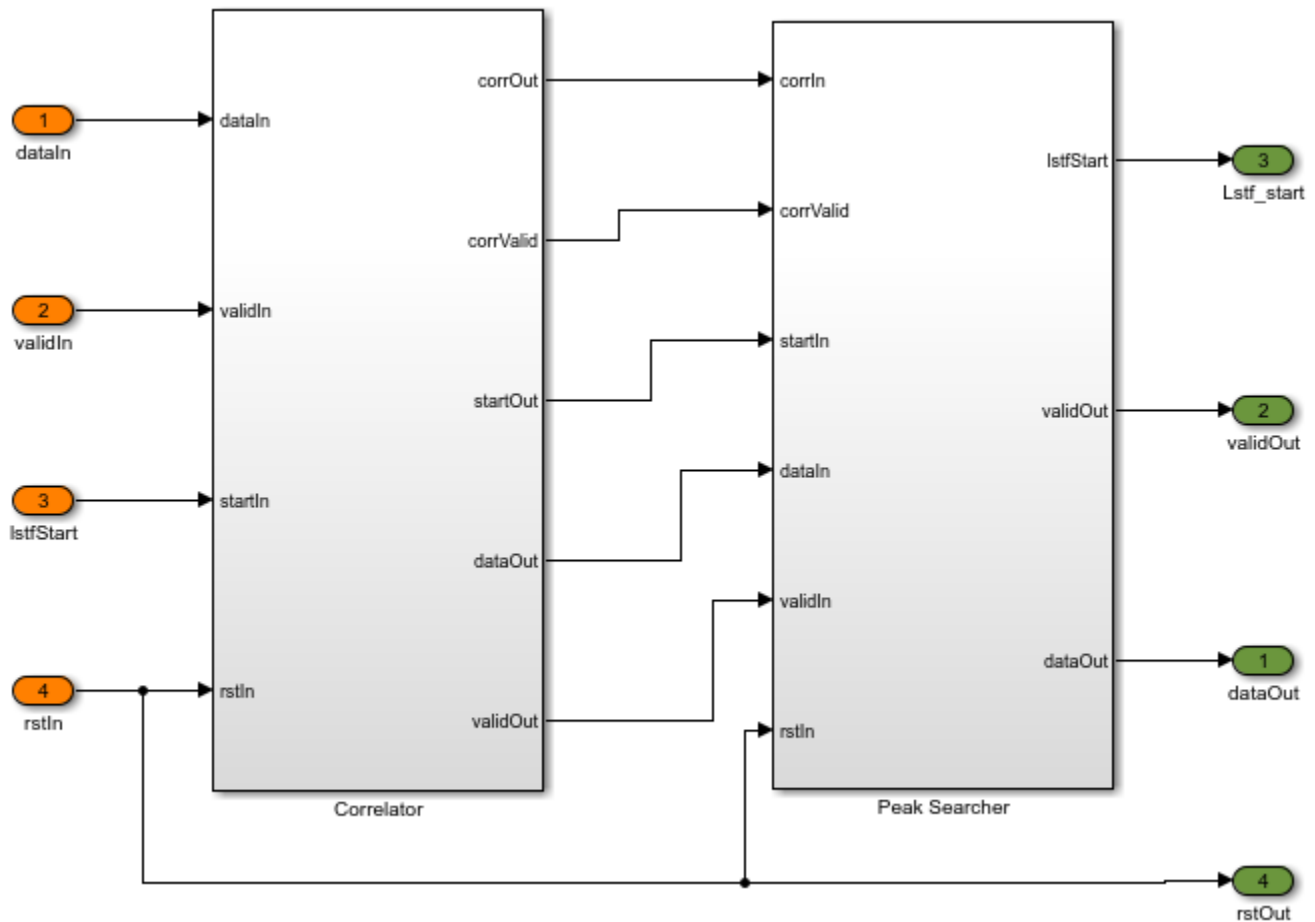 1
dataIn
2
validIn
3
lstfStart
4
rstIn
dataIn
validIn
startIn
rstIn
corrOut
corrValid
startOut
dataOut
validOut
Correlator
corrIn
corrValid
startIn
dataIn
validIn
rstIn
lstfStart
validOut
dataOut
Peak Searcher
3
Lstf_start
2
validOut
1
dataOut
4
rstOut